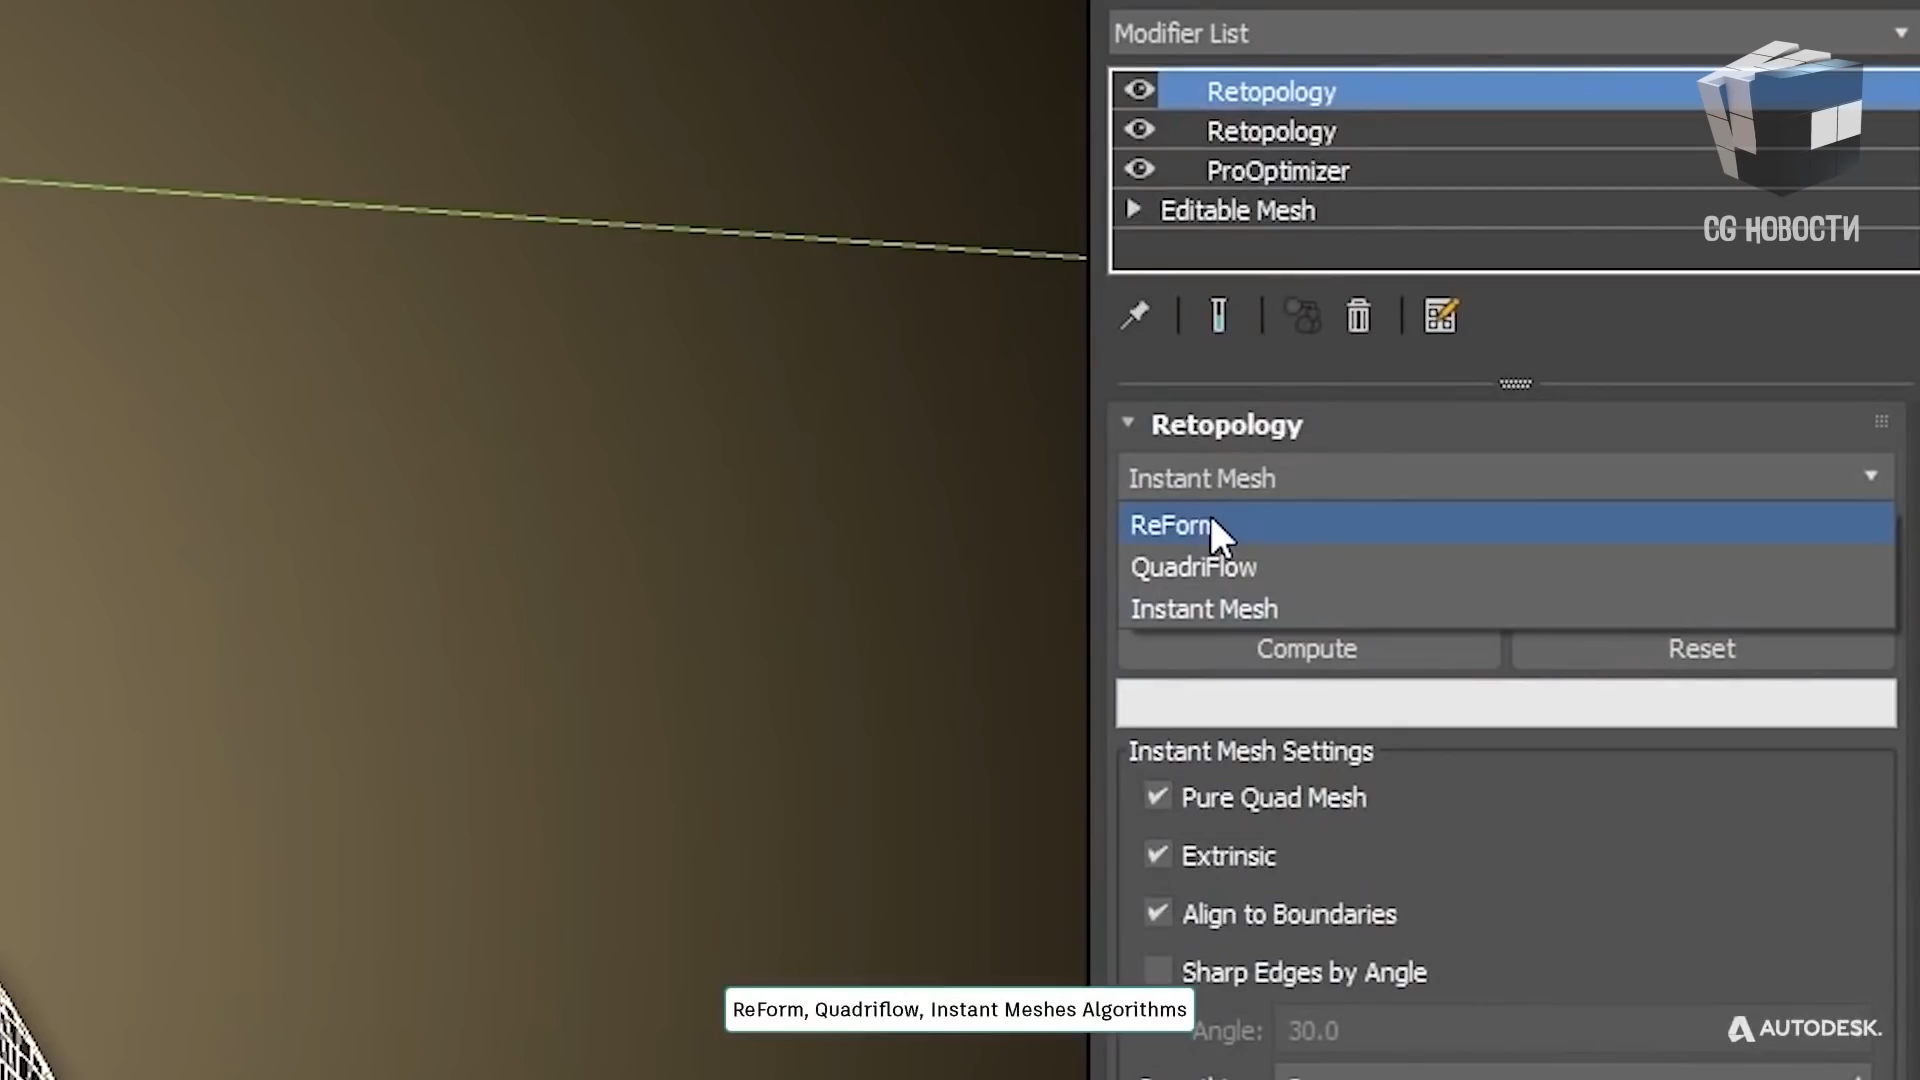 Modifier List
Retopology
Retopology
ProOptimizer
Editable Mesh
CG НОВОСТИ
Retopology
Instant Mesh
ReForm
QuadriFlow
Instant Mesh
Compute
Reset
Instant Mesh Settings
Pure Quad Mesh
Extrinsic
Align to Boundaries
Sharp Edges by Angle
ReForm, Quadriflow, Instant Meshes Algorithms
Angle: 30.0
AUTODESK.